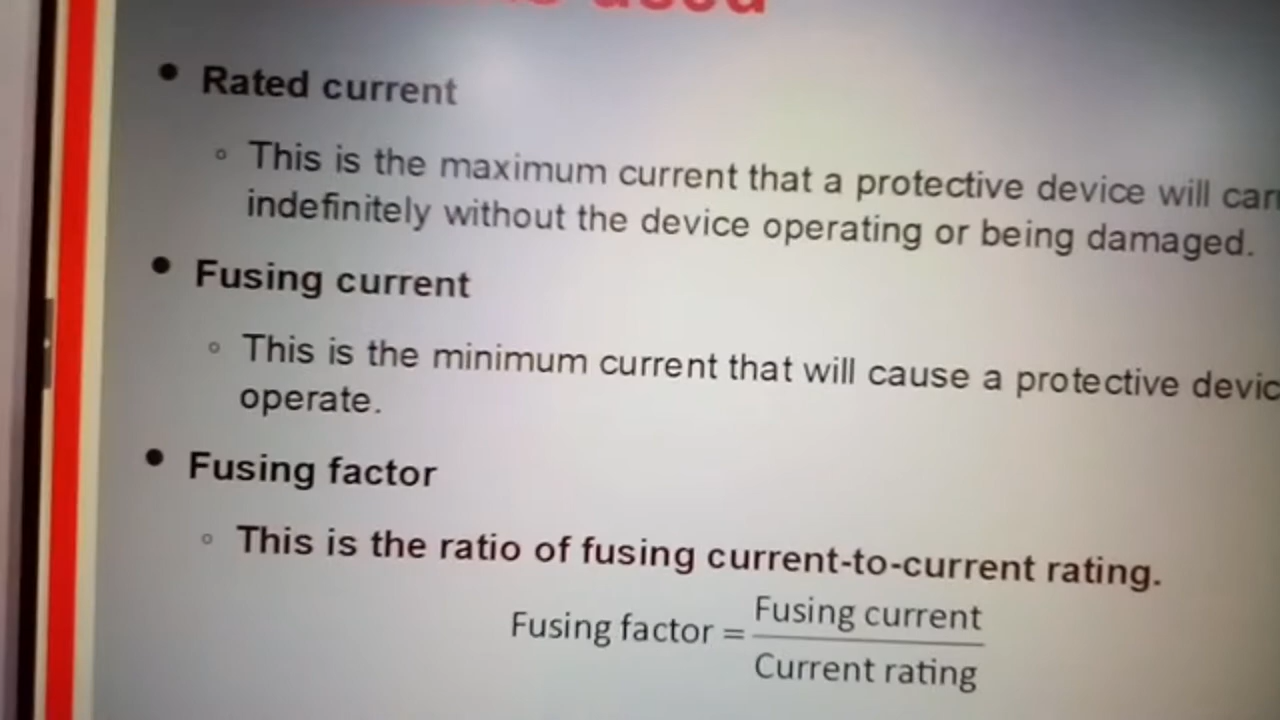 used
• Rated current
◦ This is the maximum current that a protective device will
indefinitely without the device operating or being damaged.
• Fusing current
◦ This is the minimum current that will cause a protective
operate.
• Fusing factor
◦ This is the ratio of fusing current-to-current rating.
Fusing factor = Fusing current
Current rating